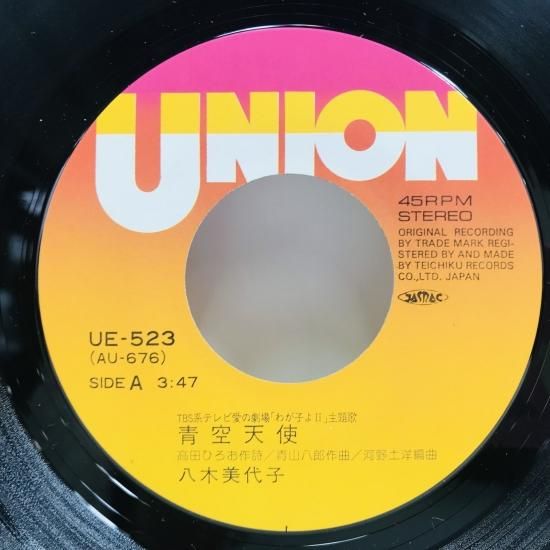 UNION
45RPM
STEREO
ORIGINAL RECORDING
BY TRADE MARK REGI-
STERED BY AND MADE
BY TEICHIKU RECORDS
CO.,LTD. JAPAN
JASRAC
UE-523
(AU-676)
SIDE A 3:47
TBS系テレビ愛の劇場「わが子よII」主題歌
青空天使
高田ひろお作詩/青山八郎作曲/河野土洋編曲
八木美代子